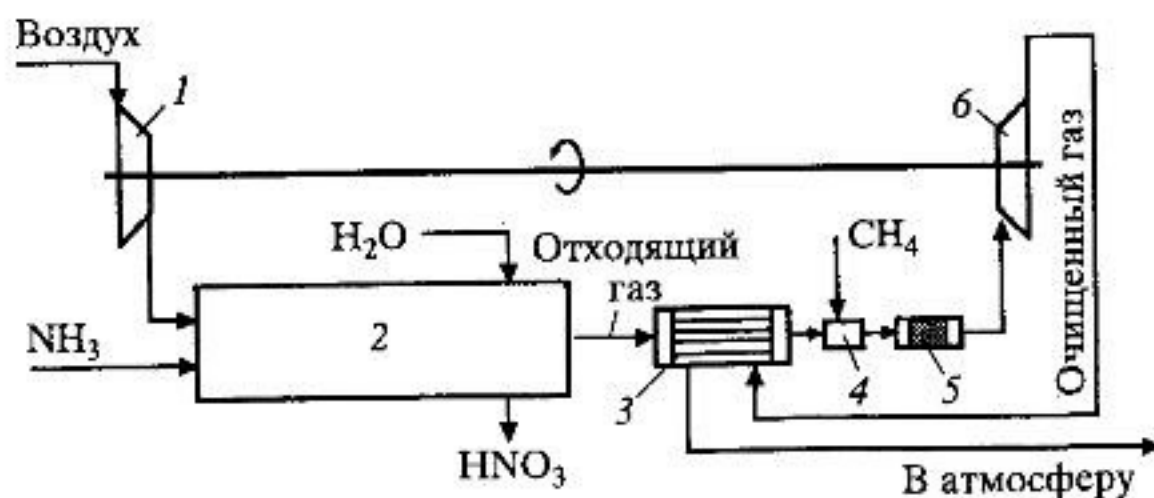 Воздух
1
6
Очищенный газ
H₂O
Отходящий
газ
CH₄
NH₃
2
3
4
5
HNO₃
В атмосферу